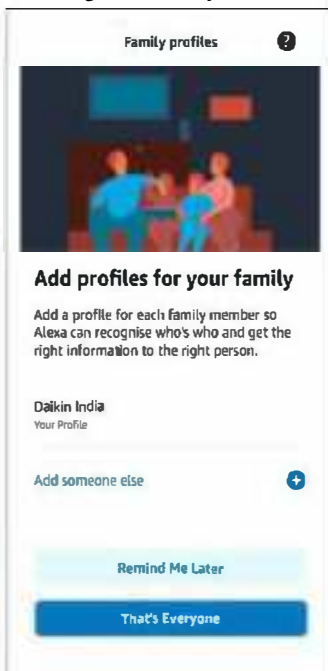 Family profiles ?
Add profiles for your family
Add a profile for each family member so
Alexa can recognise who's who and get the
right information to the right person.
Daikin India
Your Profile
Add someone else +
Remind Me Later
That's Everyone